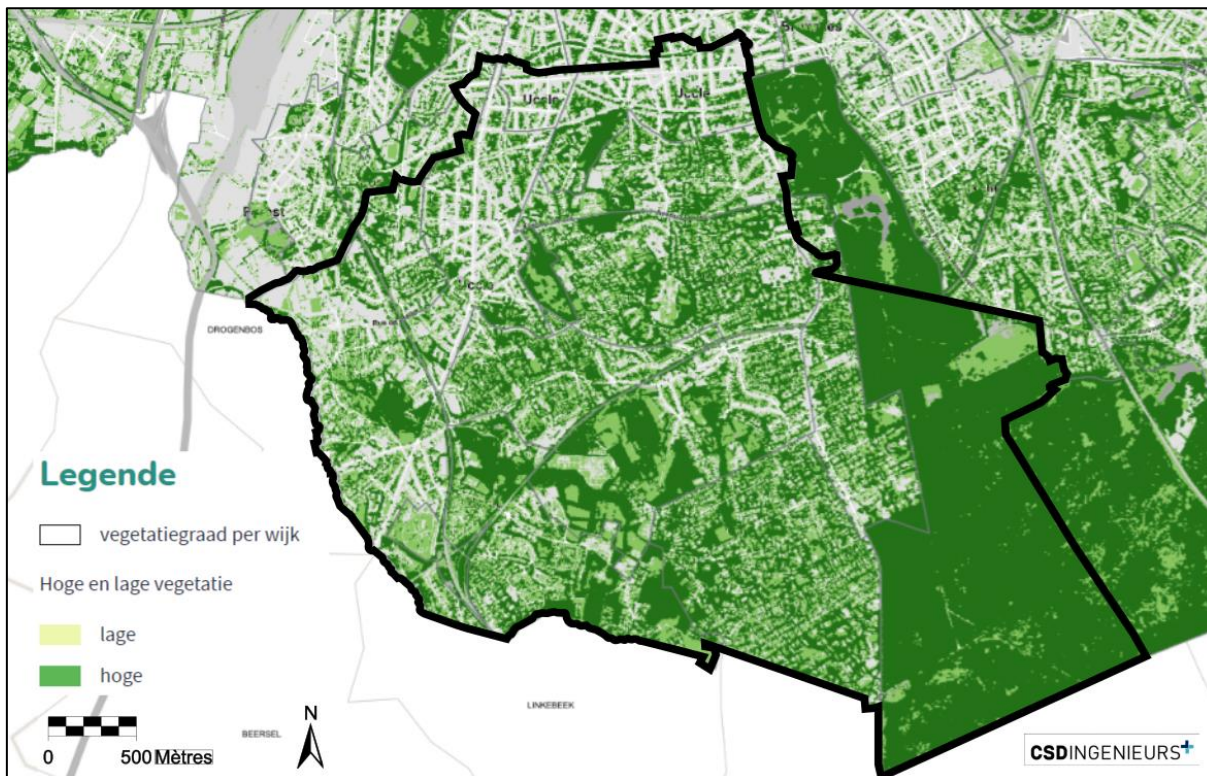 Uccle
Uccle
Uccle
DROGENBOS
Legende
vegetatiegraad per wijk
Hoge en lage vegetatie
lage
hoge
0 500 Mètres
N
LINKEBEEK
BEERSEL
CSDINGENIEURS+